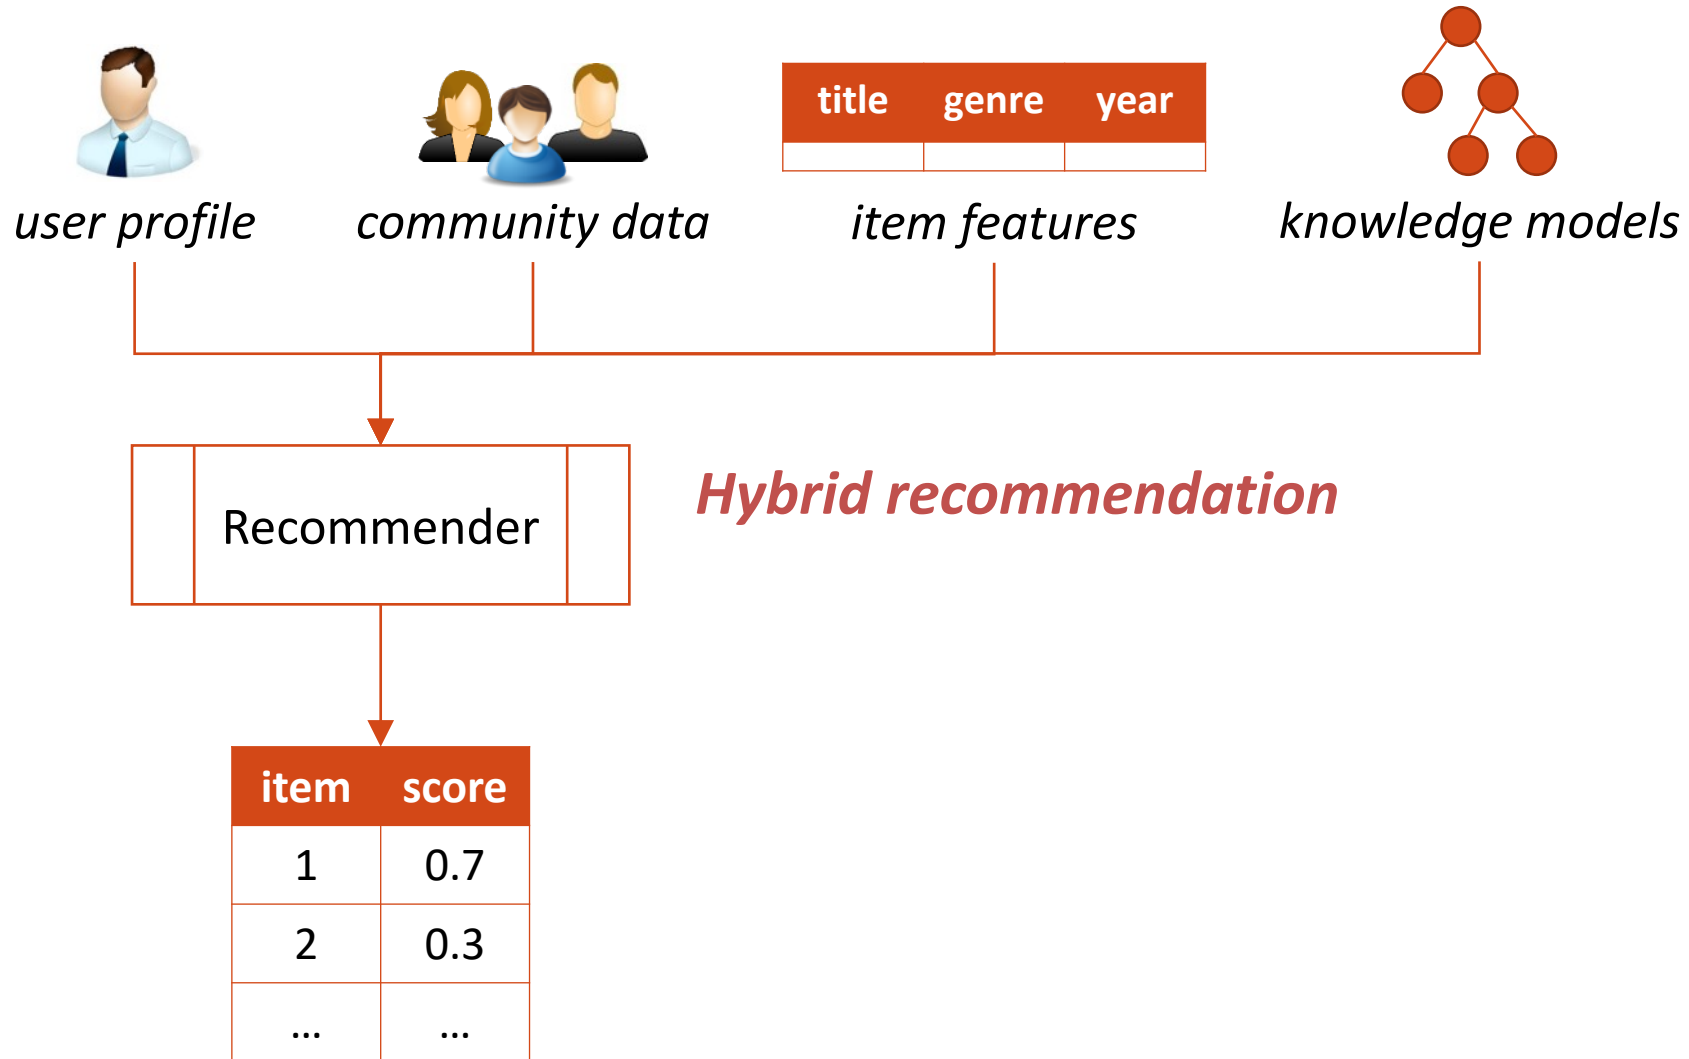 title genre year
user profile community data item features knowledge models
Recommender
Hybrid recommendation
item score
1 0.7
2 0.3
... ...